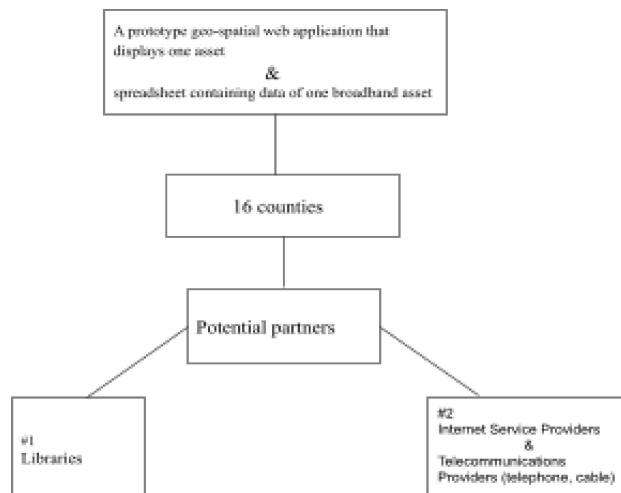 A prototype geo-spatial web application that
displays one asset
&
spreadsheet containing data of one broadband asset
16 counties
Potential partners
#1
Libraries
#2
Internet Service Providers
&
Telecommunications
Providers (telephone, cable)